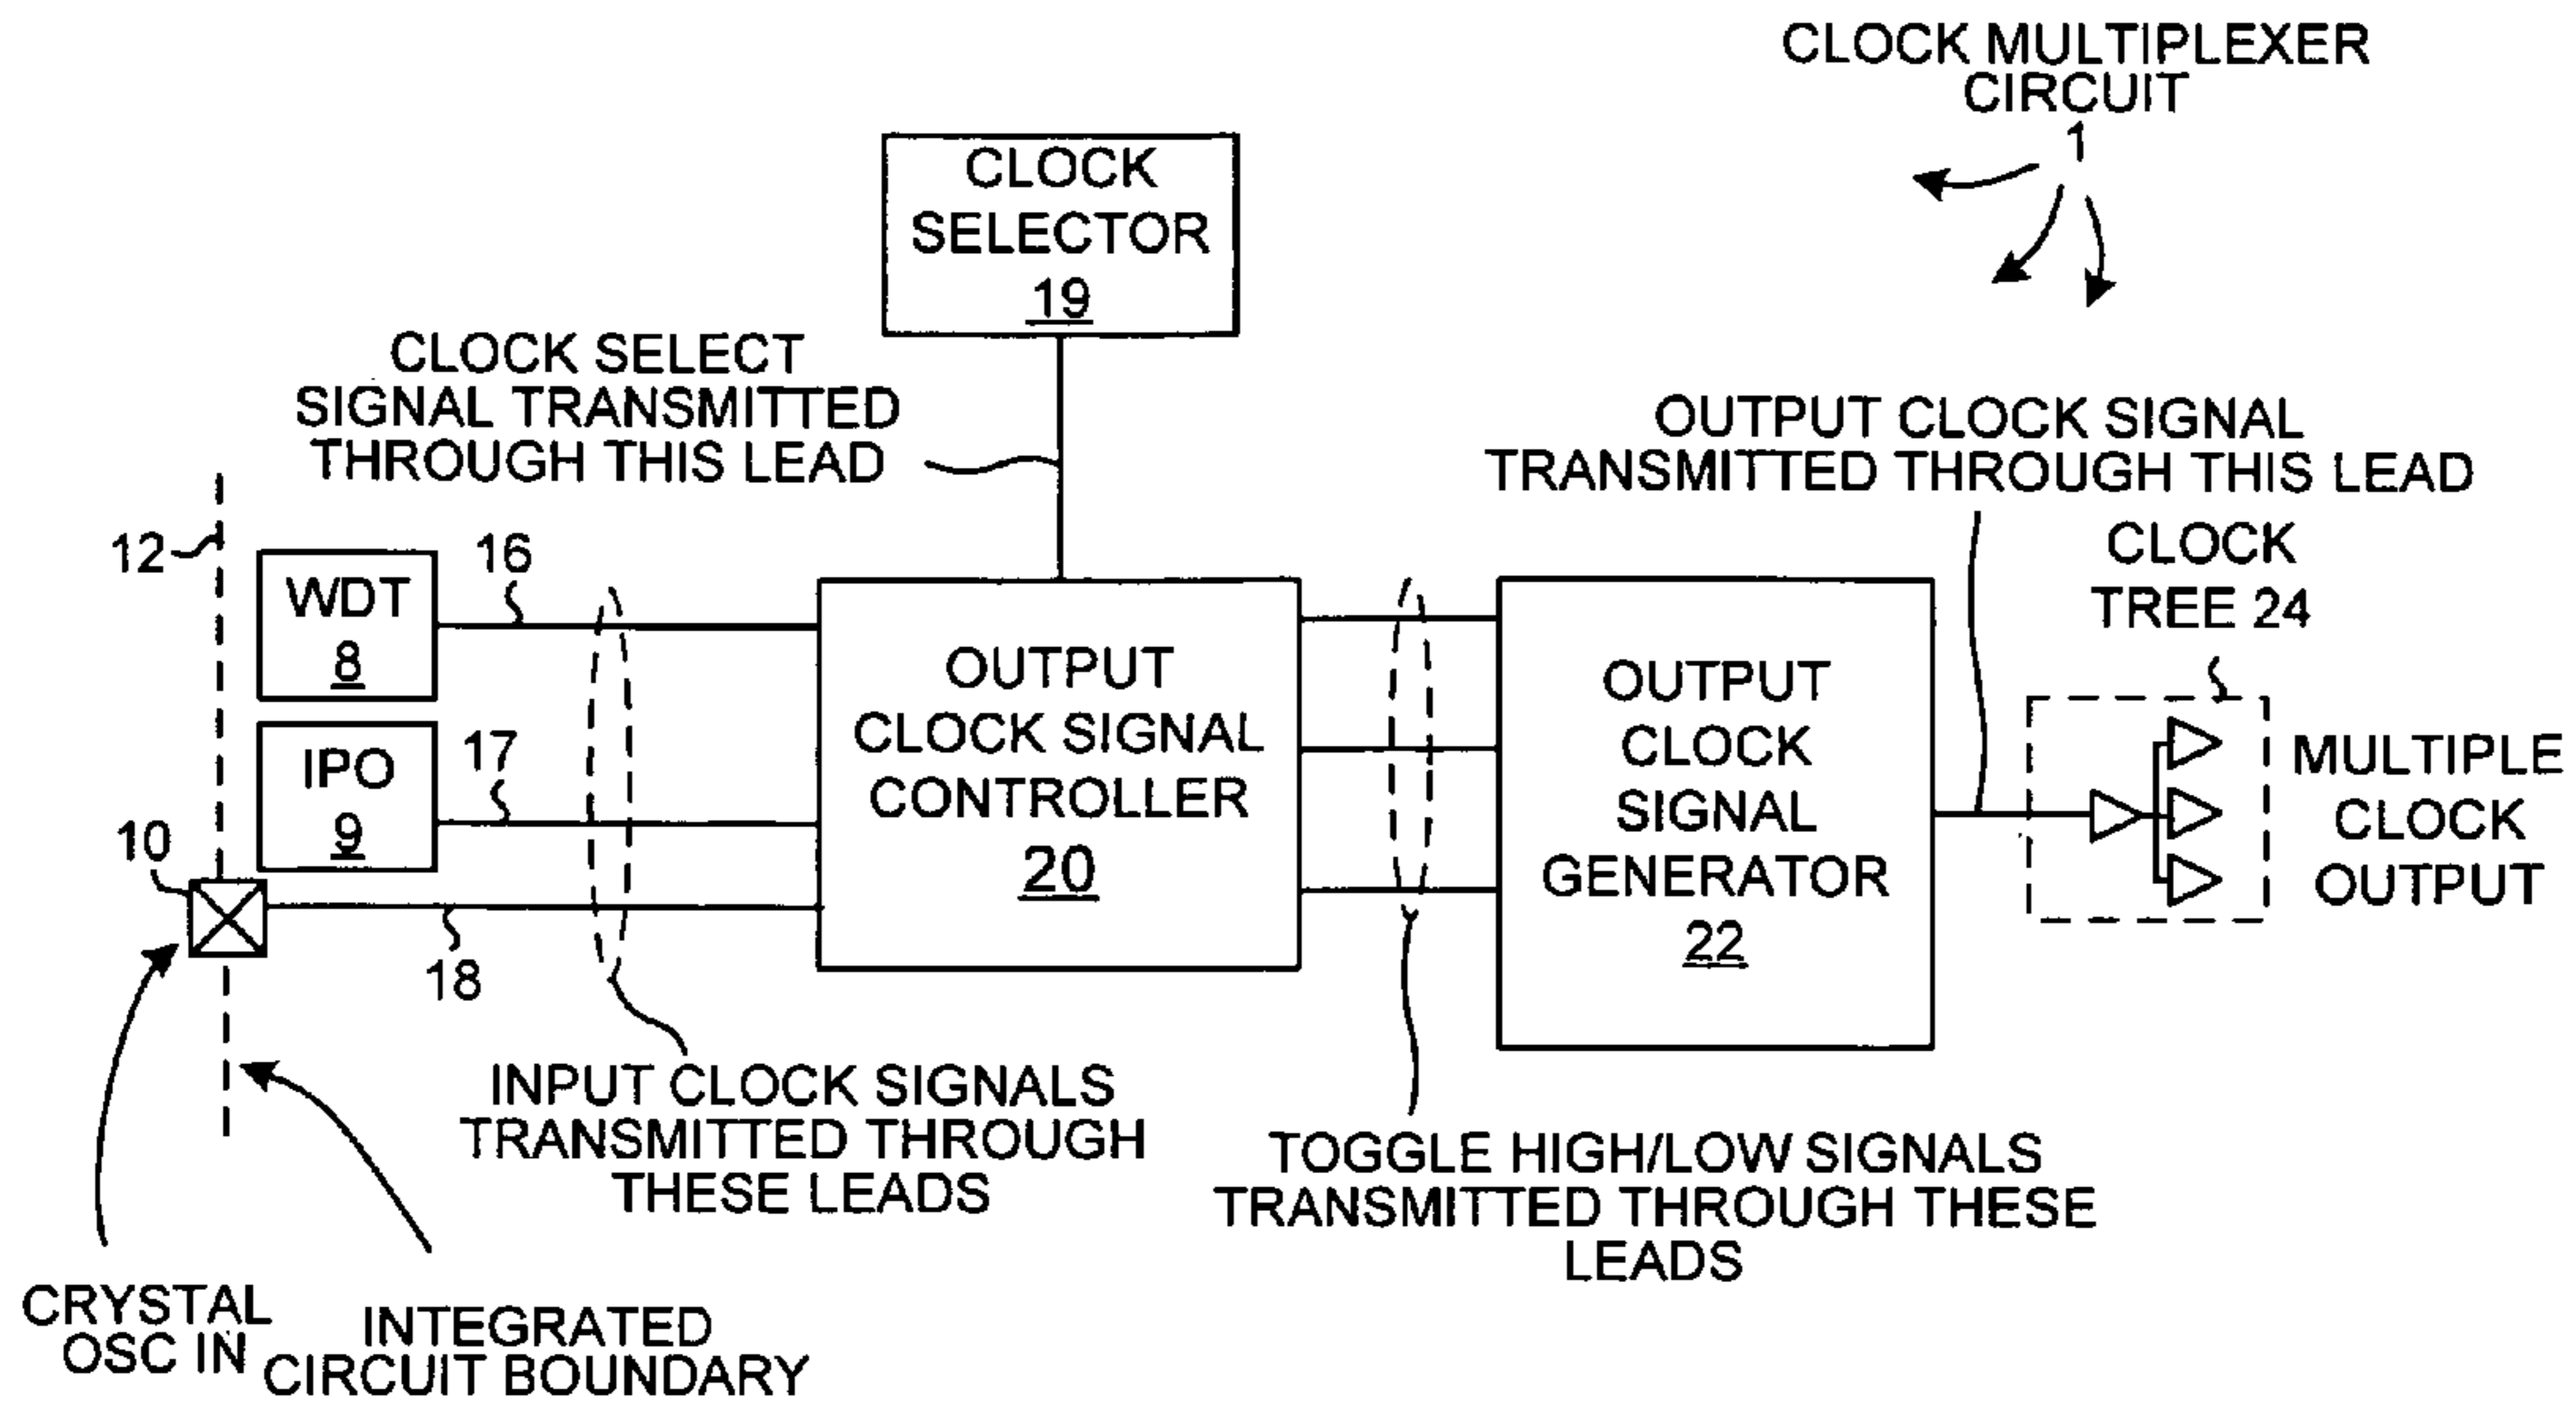 CLOCK MULTIPLEXER
CIRCUIT
1
CLOCK
SELECTOR
19
CLOCK SELECT
SIGNAL TRANSMITTED
THROUGH THIS LEAD
OUTPUT CLOCK SIGNAL
TRANSMITTED THROUGH THIS LEAD
CLOCK
TREE 24
12
WDT
8
16
IPO
9
17
10
18
OUTPUT
CLOCK SIGNAL
CONTROLLER
20
OUTPUT
CLOCK
SIGNAL
GENERATOR
22
MULTIPLE
CLOCK
OUTPUT
INPUT CLOCK SIGNALS
TRANSMITTED THROUGH
THESE LEADS
TOGGLE HIGH/LOW SIGNALS
TRANSMITTED THROUGH THESE
LEADS
CRYSTAL
OSC IN
INTEGRATED
CIRCUIT BOUNDARY